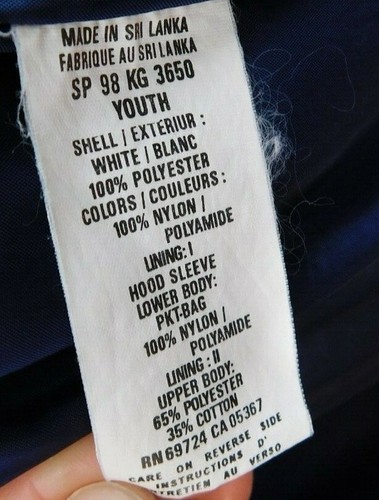 MADE IN SRI LANKA
FABRIQUE AU SRI LANKA
SP 98 KG 3650
YOUTH
SHELL | EXTÉRIUR :
WHITE | BLANC
100% POLYESTER
COLORS / COULEURS :
100% NYLON /
POLYAMIDE
LINING: I
HOOD SLEEVE
LOWER BODY:
PKT-BAG
100% NYLON /
POLYAMIDE
LINING : II
UPPER BODY:
65% POLYESTER
35% COTTON
RN 69724 CA 05367
CARE ON REVERSE SIDE
INSTRUCTIONS D'
ENTRETIEN AU VERSO